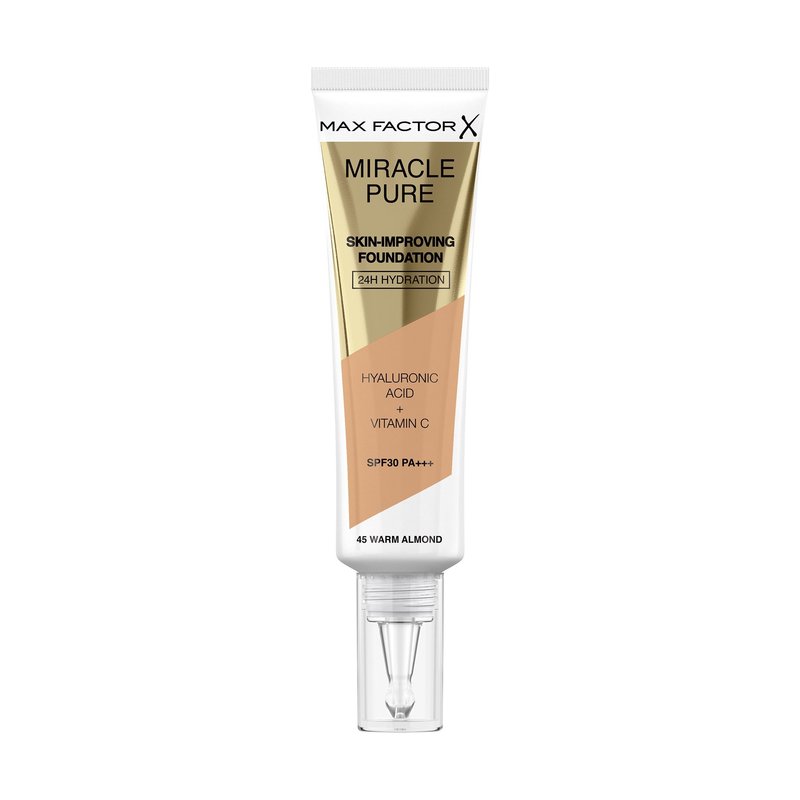 MAX FACTOR X
MIRACLE
PURE
SKIN-IMPROVING
FOUNDATION
24H HYDRATION
HYALURONIC
ACID
+
VITAMIN C
SPF30 PA+++
45 WARM ALMOND